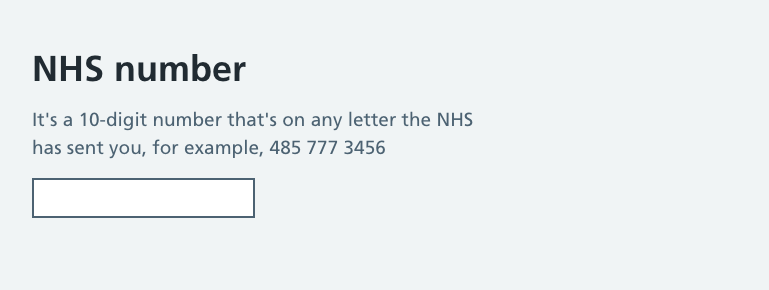 NHS number
It's a 10-digit number that's on any letter the NHS
has sent you, for example, 485 777 3456